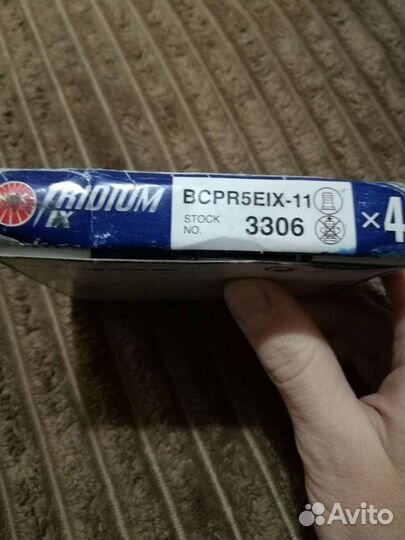 IRIDIUM
IX
BCPR5EIX-11
STOCK
NO.
3306
×4
Avito